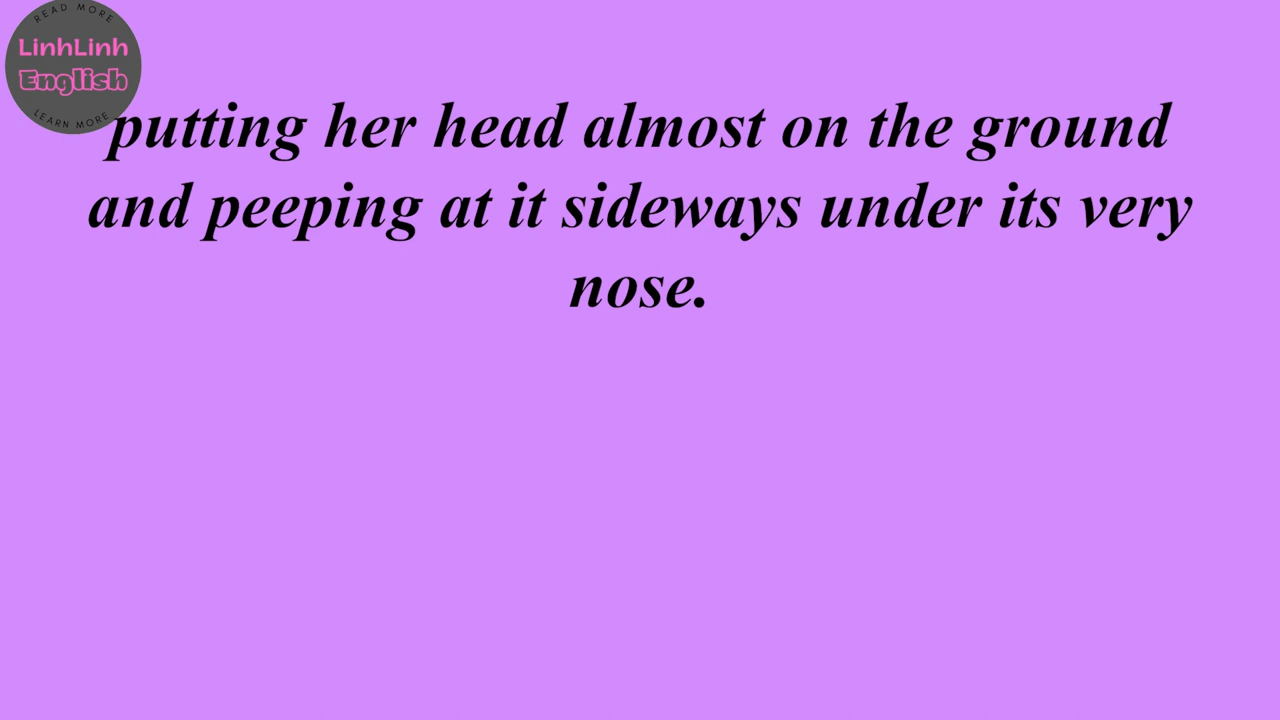 READ MORE
LinhLinh
English
LEARN MORE
putting her head almost on the ground
and peeping at it sideways under its very
nose.